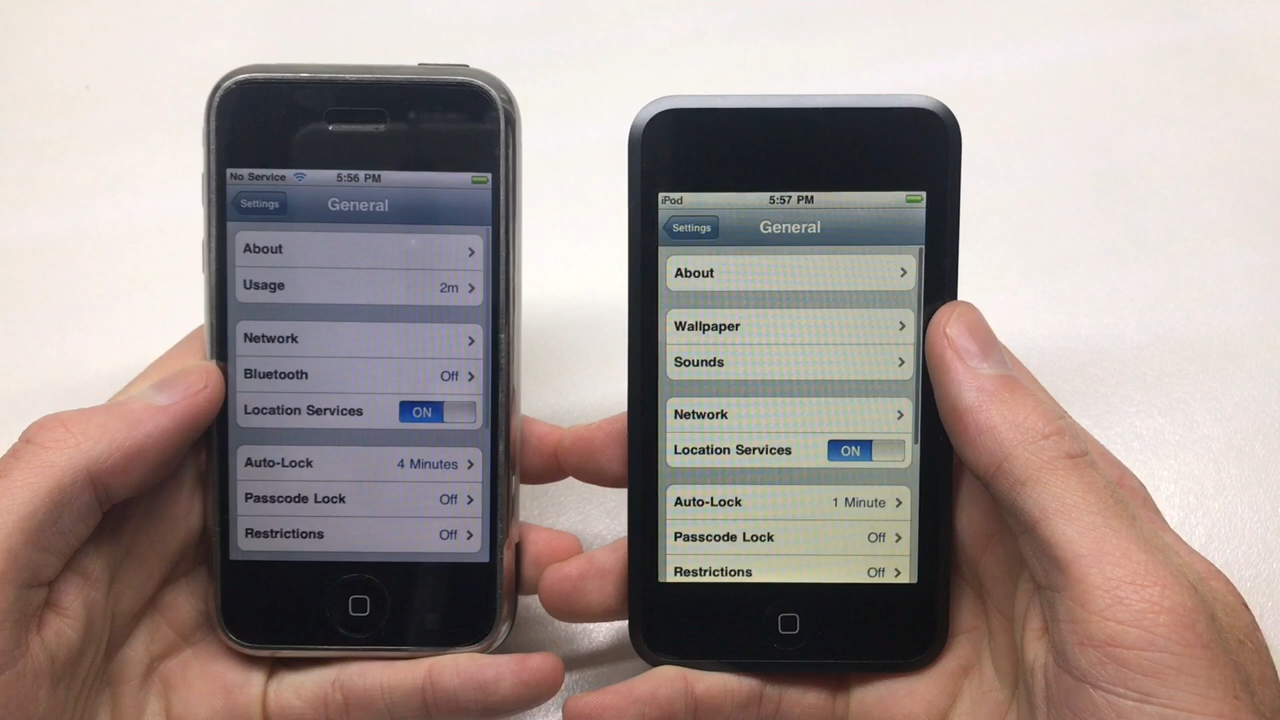 No Service 5:56 PM
Settings General
About
Usage 2m
Network
Bluetooth Off
Location Services ON
Auto-Lock 4 Minutes
Passcode Lock Off
Restrictions Off
iPod 5:57 PM
Settings General
About
Wallpaper
Sounds
Network
Location Services ON
Auto-Lock 1 Minute
Passcode Lock Off
Restrictions Off